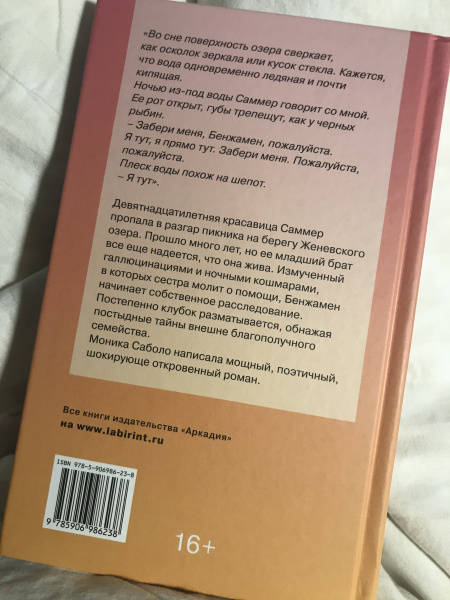 «Во сне поверхность озера сверкает,
как осколок зеркала или кусок стекла. Кажется,
что вода одновременно ледяная и почти
кипящая.
Ночью из-под воды Саммер говорит со мной.
Ее рот открыт, губы трепещут, как у черных
рыбин.
– Забери меня, Бенжамен, пожалуйста.
Я тут, я прямо тут. Забери меня. Пожалуйста,
пожалуйста.
Плеск воды похож на шепот.
– Я тут».
Девятнадцатилетняя красавица Саммер
пропала в разгар пикника на берегу Женевского
озера. Прошло много лет, но ее младший брат
все еще надеется, что она жива. Измученный
галлюцинациями и ночными кошмарами,
в которых сестра молит о помощи, Бенжамен
начинает собственное расследование.
Постепенно клубок разматывается, обнажая
постыдные тайны внешне благополучного
семейства.
Моника Саболо написала мощный, поэтичный,
шокирующе откровенный роман.
Все книги издательства «Аркадия»
на www.labirint.ru
ISBN 978-5-906986-23-8
9 785906 986238
16+